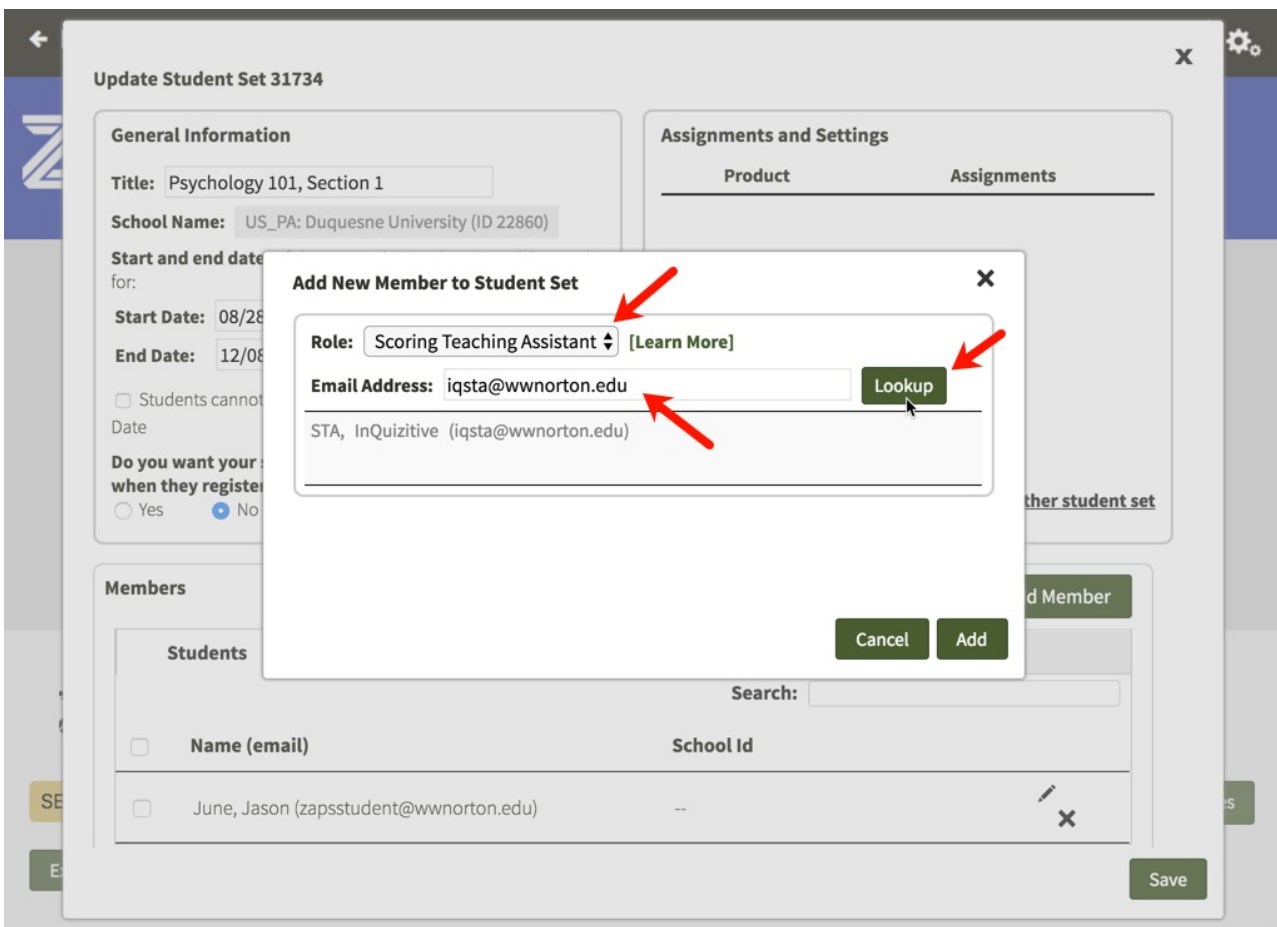 x
Update Student Set 31734
General Information
Title: Psychology 101, Section 1
School Name: US_PA: Duquesne University (ID 22860)
Start and end date
for:
Start Date: 08/28
End Date: 12/08
Students cannot
Date
Do you want your
when they register
Yes No
Assignments and Settings
Product Assignments
ther student set
Add New Member to Student Set
Role: Scoring Teaching Assistant [Learn More]
Email Address: iqsta@wwnorton.edu Lookup
STA, InQuizitive (iqsta@wwnorton.edu)
Cancel Add
Members
d Member
Students
Search:
Name (email) School Id
June, Jason (zapsstudent@wwnorton.edu) --
SE
Save